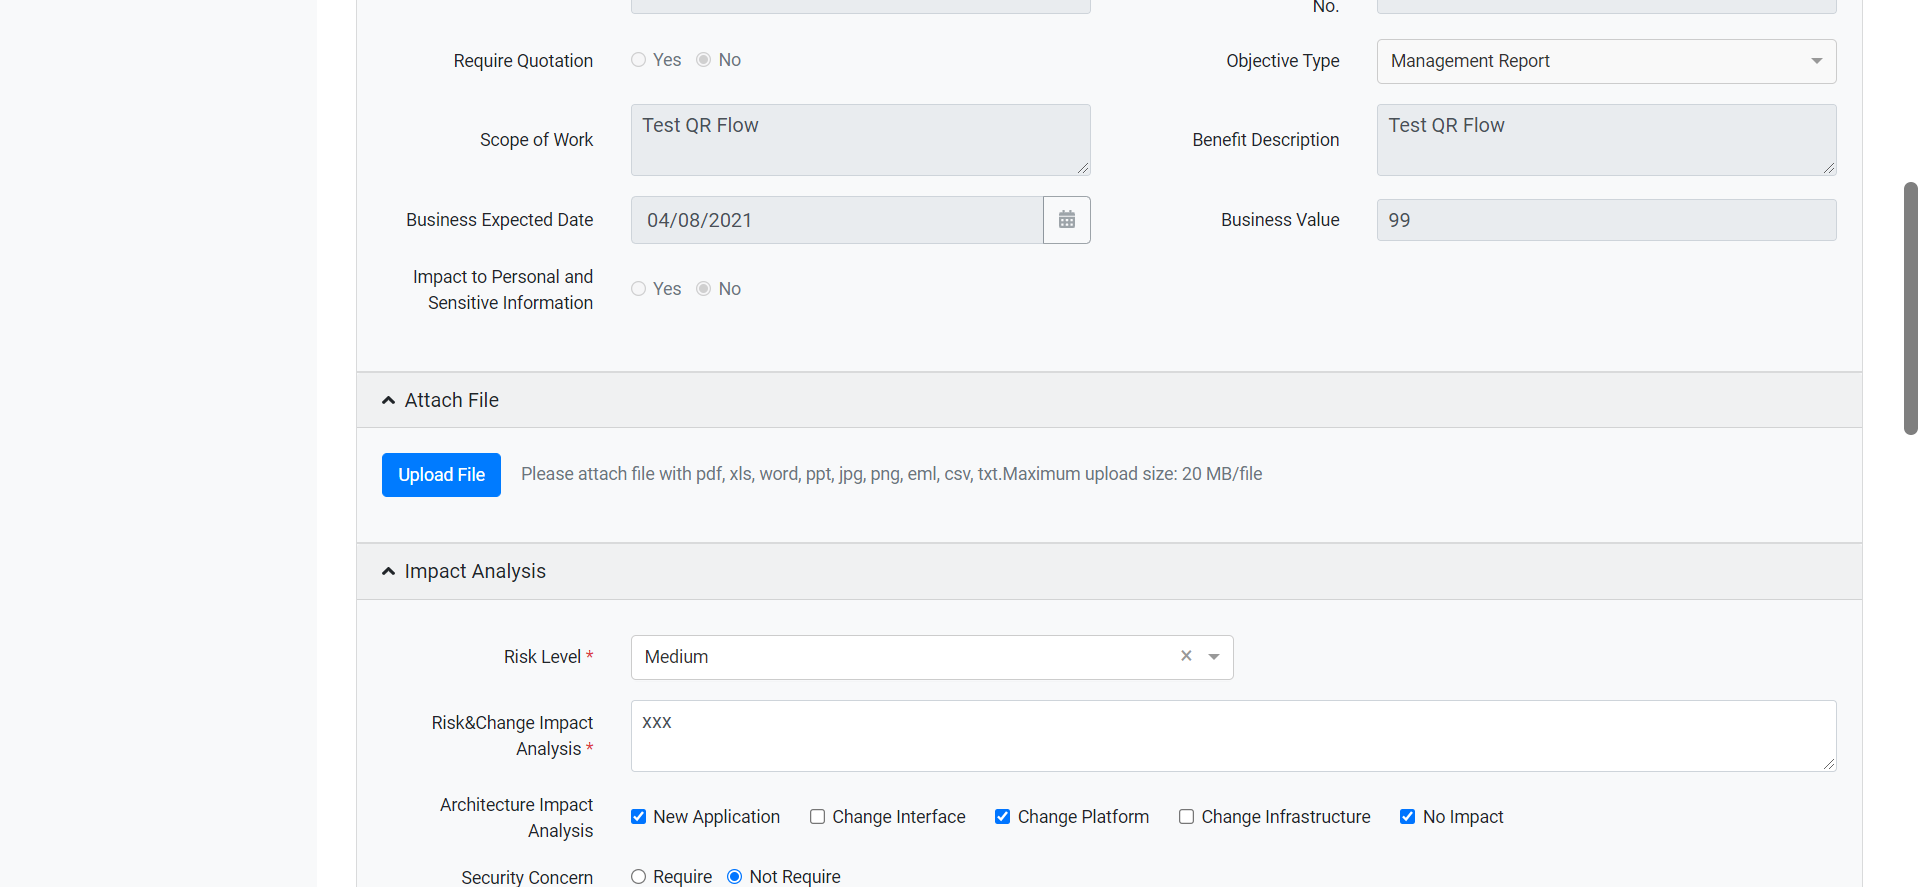 No.
Require Quotation Yes No Objective Type Management Report
Scope of Work Test QR Flow Benefit Description Test QR Flow
Business Expected Date 04/08/2021 Business Value 99
Impact to Personal and
Sensitive Information Yes No
Attach File
Upload File Please attach file with pdf, xls, word, ppt, jpg, png, eml, csv, txt.Maximum upload size: 20 MB/file
Impact Analysis
Risk Level * Medium ×
Risk&Change Impact
Analysis * xxx
Architecture Impact
Analysis New Application Change Interface Change Platform Change Infrastructure No Impact
Security Concern Require Not Require